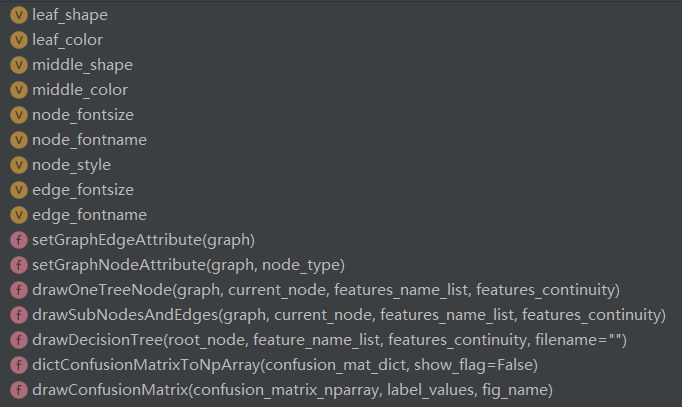 V leaf_shape
V leaf_color
V middle_shape
V middle_color
V node_fontsize
V node_fontname
V node_style
V edge_fontsize
V edge_fontname
f setGraphEdgeAttribute(graph)
f setGraphNodeAttribute(graph, node_type)
f drawOneTreeNode(graph, current_node, features_name_list, features_continuity)
f drawSubNodesAndEdges(graph, current_node, features_name_list, features_continuity)
f drawDecisionTree(root_node, feature_name_list, features_continuity, filename="")
f dictConfusionMatrixToNpArray(confusion_mat_dict, show_flag=False)
f drawConfusionMatrix(confusion_matrix_nparray, label_values, fig_name)